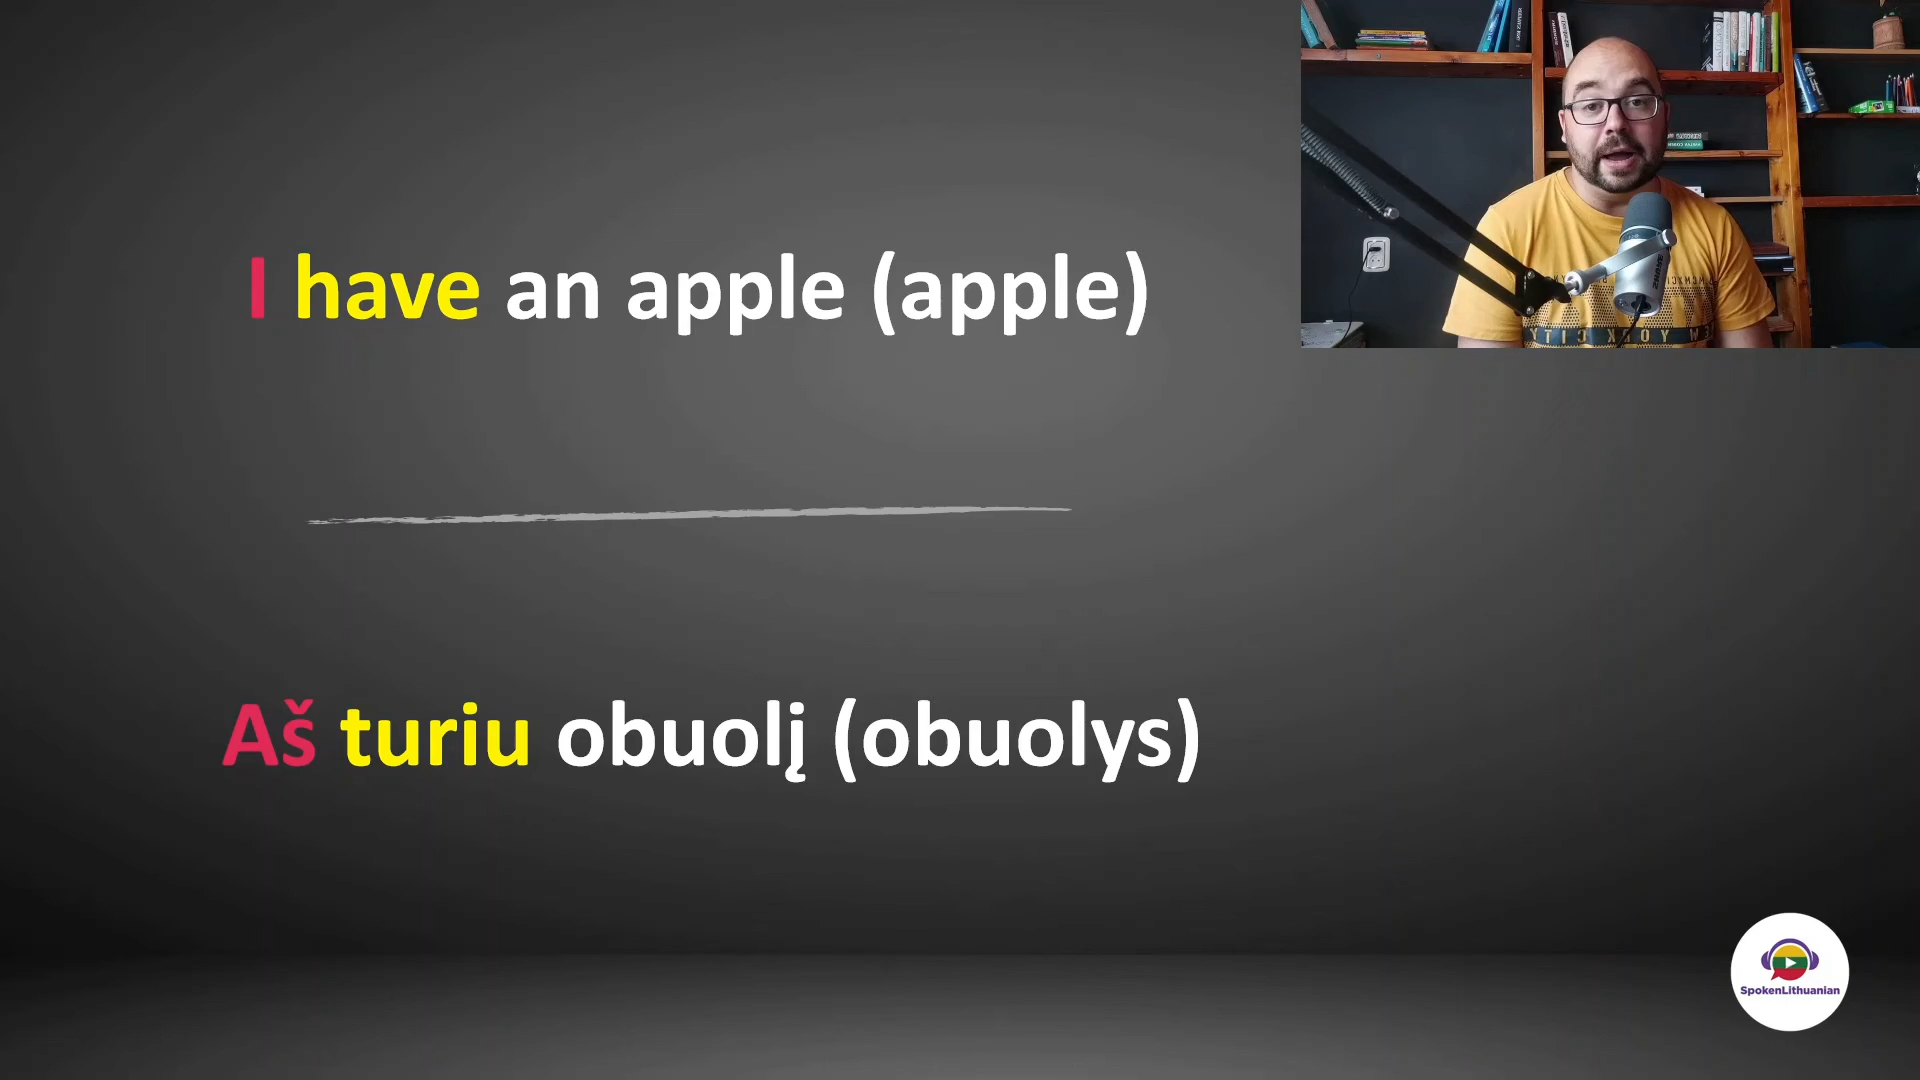 I have an apple (apple)
Aš turiu obuolį (obuolys)
SpokenLithuanian